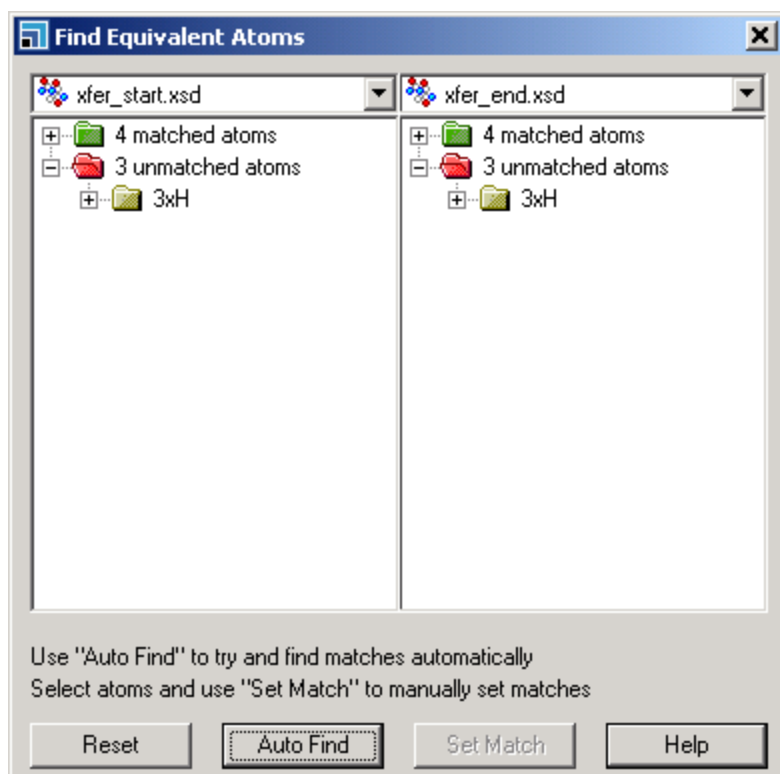 Find Equivalent Atoms
xfer_start.xsd xfer_end.xsd
4 matched atoms 4 matched atoms
3 unmatched atoms 3 unmatched atoms
3xH 3xH
Use "Auto Find" to try and find matches automatically
Select atoms and use "Set Match" to manually set matches
Reset Auto Find Set Match Help